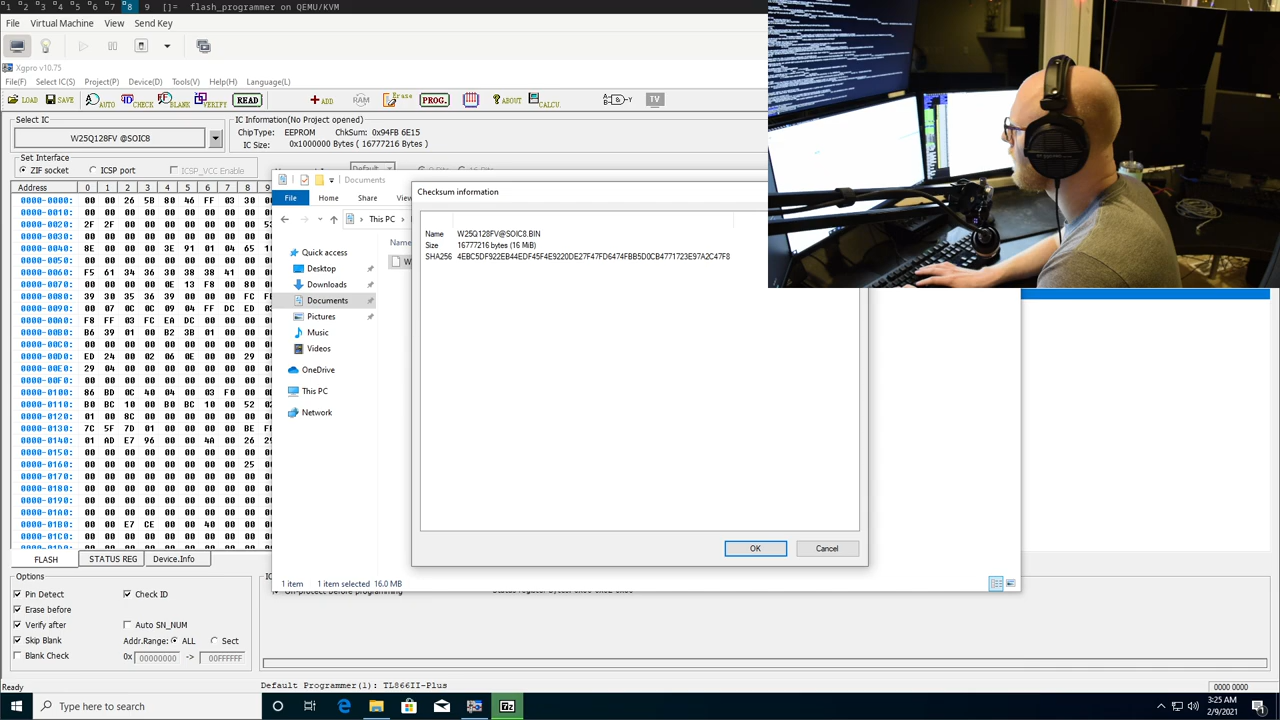 1 2 3 4 5 6 7 8 9 []= flash_programmer on QEMU/KVM
File Virtual Machine View Send Key
Xgpro v10.75
File(F) Select IC(S) Tools(V) Help(H) Language(L)
LOAD SAVE CHECK BLANK VERIFY READ ADD RAM Erase PROG. ABOUT CALCU. TV
Select IC
W25Q128FV @SOIC8
IC Information(No Project opened)
ChipType: EEPROM ChkSum: 0x94FB 6E15
IC Size: 0x1000000 Bytes ( 16777216 Bytes )
Set Interface
ZIF socket ICSP port ICSP_VCC Enable
Default
Address 0 1 2 3 4 5 6 7 8 9
0000-0000: 00 00 26 5B 30 46 FF 03 30
0000-0010: 00 00 00 00 00 00 00 00 00
0000-0020: 2F 2F 00 00 00 00 00 00 00
0000-0030: 00 00 00 00 00 00 00 00 00
0000-0040: 8E 00 00 00 3E 91 01 04 65
0000-0050: 00 00 00 00 00 00 00 00 00
0000-0060: F5 61 34 36 30 38 38 41 00
0000-0070: 00 00 00 0E 13 F8 00 80
0000-0080: 39 30 35 36 39 00 00 FC
0000-0090: 00 07 0C 0C 09 04 FF DC ED
0000-00A0: F8 FF 03 FC EA DC 00 00 00
0000-00B0: B6 39 01 00 B2 3B 01 00 00
0000-00C0: 00 00 00 00 00 00 00 00 00
0000-00D0: ED 24 00 02 06 0E 00 00 29
0000-00E0: 29 04 00 00 00 00 00 00 00
0000-00F0: 00 00 00 00 00 00 00 00 00
0000-0100: 86 BD 0C 40 04 00 00 F0 00
0000-0110: B0 BC 10 00 B0 BC 10 00 52
0000-0120: 01 00 8C 00 00 00 00 00 00
0000-0130: 7C 5F 7D 01 00 00 00 00 BE
0000-0140: 01 AD E7 96 00 00 4A 00 26
0000-0150: 00 00 00 00 00 00 00 00 00
0000-0160: 00 00 00 00 00 00 00 00 25
0000-0170: 00 00 00 00 00 00 00 00 00
0000-0180: 00 00 00 00 00 00 00 00 00
0000-0190: 00 00 00 00 00 00 00 00 00
0000-01A0: 00 00 00 00 00 00 00 00 00
0000-01B0: 00 00 E7 CE 00 00 40 00 00
0000-01C0: 00 00 00 00 00 00 00 00 00
Documents
File Home Share View
This PC
Name
Quick access
Desktop
Downloads
Documents
Pictures
Music
Videos
OneDrive
This PC
Network
1 item 1 item selected 16.0 MB
Checksum information
Name W25Q128FV@SOIC8.BIN
Size 16777216 bytes (16 MiB)
SHA256 4EBC5DF922EB44EDF45F4E9220DE27F47FD6474FBB5D0CB4771723E97A2C47F8
OK Cancel
FLASH STATUS REG Device.Info
Options
Pin Detect Check ID
Erase before
Verify after Auto SN_NUM
Skip Blank Addr.Range: ALL Sect
Blank Check 0x 00000000 -> 00FFFFFF
Default Programmer(1): TL866II-Plus
Ready 0000 0000
Type here to search
3:25 AM
2/9/2021